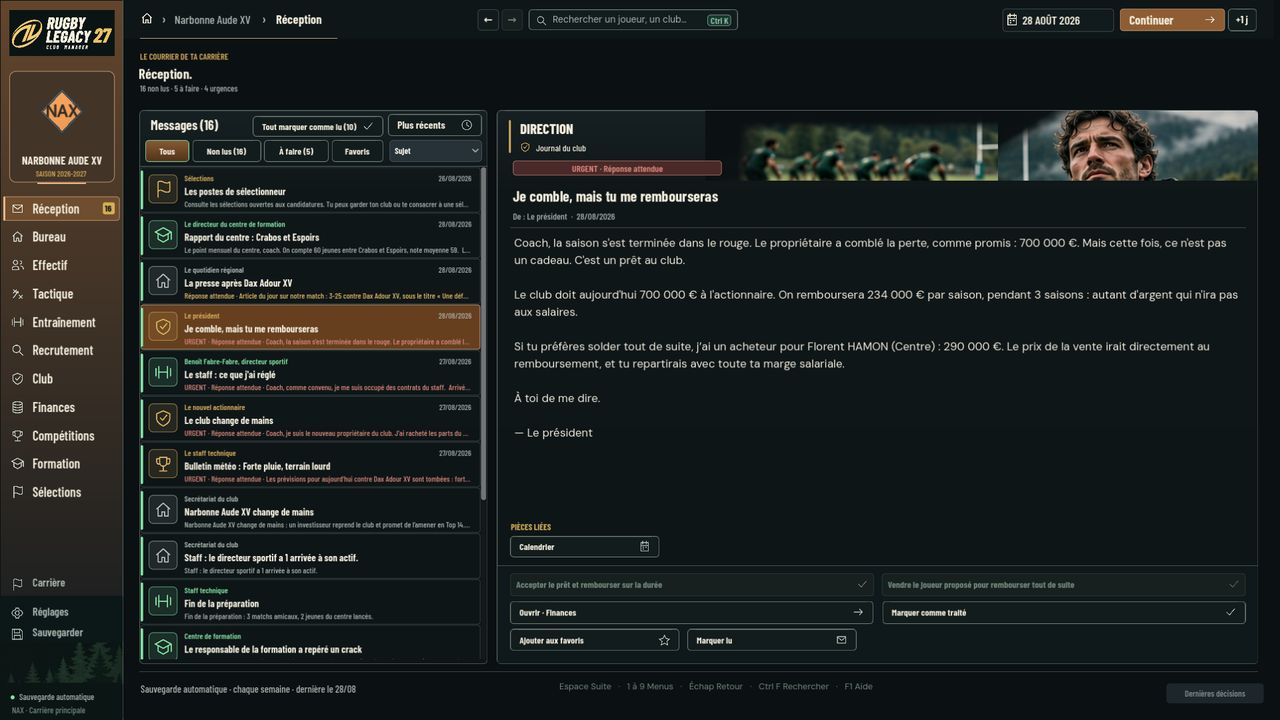 RUGBY
LEGACY 27
CLUB MANAGER
NAX
NARBONNE AUDE XV
SAISON 2026-2027
Réception 16
Bureau
Effectif
Tactique
Entraînement
Recrutement
Club
Finances
Compétitions
Formation
Sélections
Carrière
Réglages
Sauvegarder
Sauvegarde automatique
NAX · Carrière principale
› Narbonne Aude XV › Réception
← →
Rechercher un joueur, un club... Ctrl K
28 AOÛT 2026
Continuer →
+1 j
LE COURRIER DE TA CARRIÈRE
Réception.
16 non lus · 5 à faire · 4 urgences
Messages (16)
Tout marquer comme lu (10)
Plus récents
Tous
Non lus (16)
À faire (5)
Favoris
Sujet
Sélections 26/08/2026
Les postes de sélectionneur
Consulte les sélections ouvertes aux candidatures. Tu peux garder ton club ou te consacrer à une sél...
Le directeur du centre de formation 28/08/2026
Rapport du centre : Crabos et Espoirs
Le point mensuel du centre, coach. On compte 60 jeunes entre Crabos et Espoirs, note moyenne 59. L...
Le quotidien régional 28/08/2026
La presse après Dax Adour XV
Réponse attendue · Article du jour sur notre match : 3-25 contre Dax Adour XV, sous le titre « Une déf...
Le président 28/08/2026
Je comble, mais tu me rembourseras
URGENT · Réponse attendue · Coach, la saison s'est terminée dans le rouge. Le propriétaire a comblé l...
Benoît Fabre-Fabre, directeur sportif 27/08/2026
Le staff : ce que j'ai réglé
URGENT · Réponse attendue · Coach, comme convenu, je me suis occupé des contrats du staff. Arrivé...
Le nouvel actionnaire 27/08/2026
Le club change de mains
URGENT · Réponse attendue · Coach, je suis le nouveau propriétaire du club. J'ai racheté les parts du ...
Le staff technique 27/08/2026
Bulletin météo : Forte pluie, terrain lourd
URGENT · Réponse attendue · Les prévisions pour aujourd'hui contre Dax Adour XV sont tombées : fort...
Secrétariat du club
Narbonne Aude XV change de mains
Narbonne Aude XV change de mains : un investisseur reprend le club et promet de l'amener en Top 14....
Secrétariat du club
Staff : le directeur sportif a 1 arrivée à son actif.
Staff : le directeur sportif a 1 arrivée à son actif.
Staff technique
Fin de la préparation
Fin de la préparation : 3 matchs amicaux, 2 jeunes du centre lancés.
Centre de formation
Le responsable de la formation a repéré un crack
DIRECTION
Journal du club
URGENT · Réponse attendue
Je comble, mais tu me rembourseras
De : Le président · 28/08/2026
Coach, la saison s'est terminée dans le rouge. Le propriétaire a comblé la perte, comme promis : 700 000 €. Mais cette fois, ce n'est pas
un cadeau. C'est un prêt au club.
Le club doit aujourd'hui 700 000 € à l'actionnaire. On remboursera 234 000 € par saison, pendant 3 saisons : autant d'argent qui n'ira pas
aux salaires.
Si tu préfères solder tout de suite, j'ai un acheteur pour Florent HAMON (Centre) : 290 000 €. Le prix de la vente irait directement au
remboursement, et tu repartirais avec toute ta marge salariale.
À toi de me dire.
— Le président
PIÈCES LIÉES
Calendrier
Accepter le prêt et rembourser sur la durée
Vendre le joueur proposé pour rembourser tout de suite
Ouvrir · Finances →
Marquer comme traité
Ajouter aux favoris
Marquer lu
Sauvegarde automatique · chaque semaine · dernière le 28/08
Espace Suite · 1 à 9 Menus · Échap Retour · Ctrl F Rechercher · F1 Aide
Dernières décisions